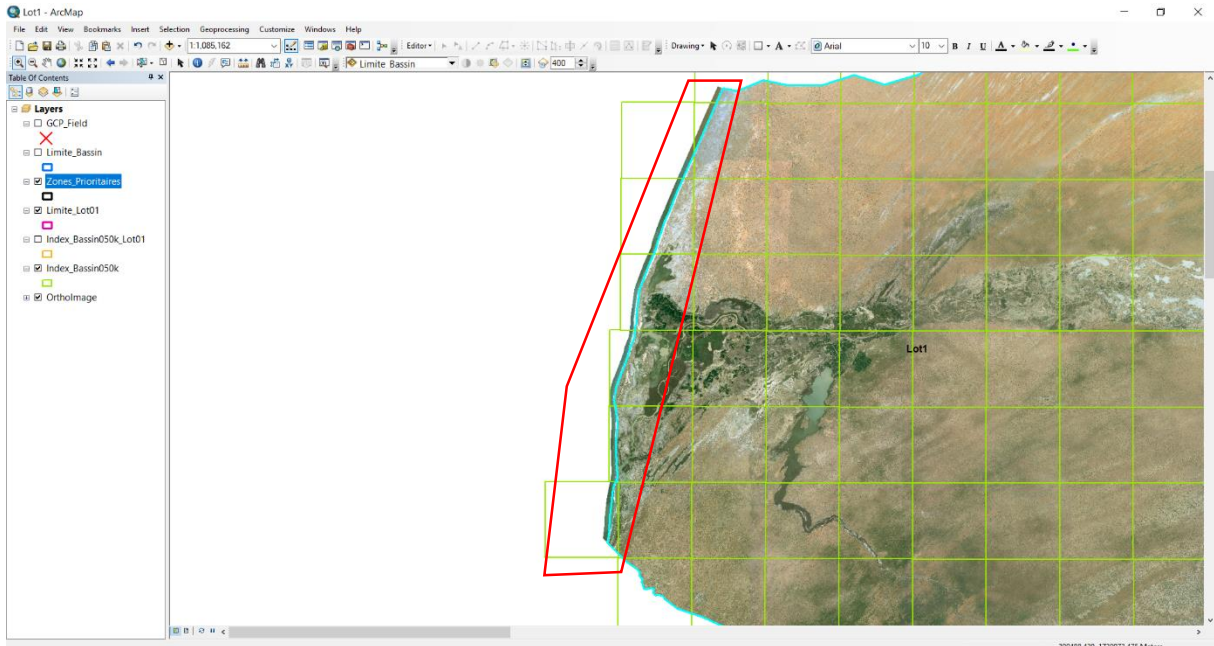 Lot1 - ArcMap
File Edit View Bookmarks Insert Selection Geoprocessing Customize Windows Help
1:1,085,162 Editor Drawing Arial 10 B I U A
Limite Bassin 400
Table Of Contents
Layers
GCP_Field
Limite_Bassin
Zones_Prioritaires
Limite_Lot01
Index_Bassin050k_Lot01
Index_Bassin050k
OrthoImage
Lot1